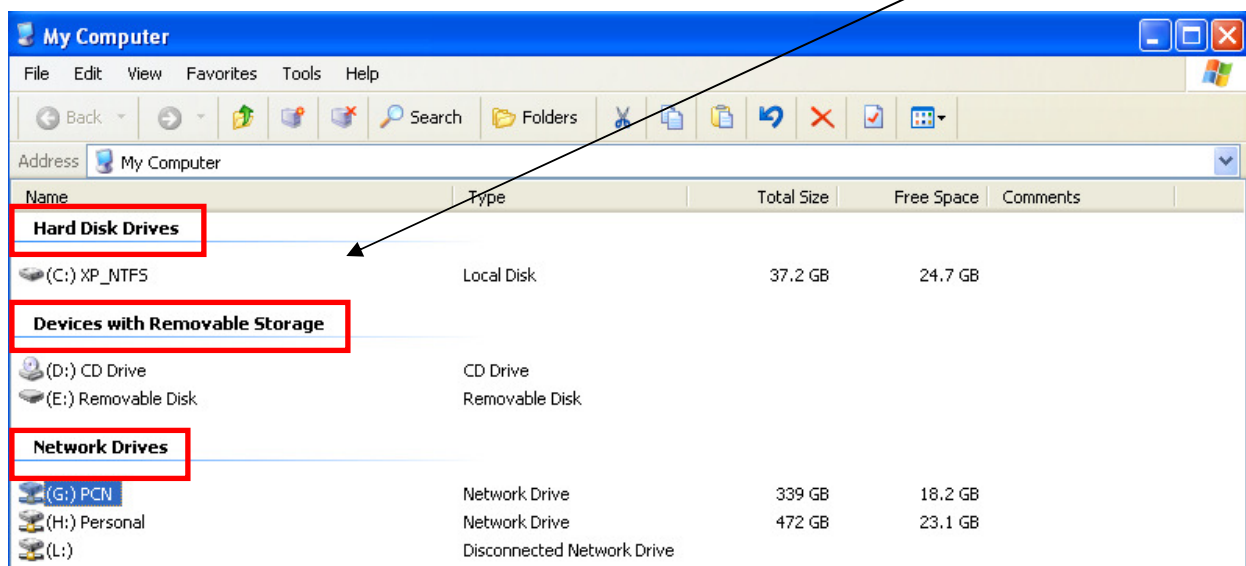 My Computer
File Edit View Favorites Tools Help
Back Search Folders
Address My Computer
Name Type Total Size Free Space Comments
Hard Disk Drives
(C:) XP_NTFS Local Disk 37.2 GB 24.7 GB
Devices with Removable Storage
(D:) CD Drive CD Drive
(E:) Removable Disk Removable Disk
Network Drives
(G:) PCN Network Drive 339 GB 18.2 GB
(H:) Personal Network Drive 472 GB 23.1 GB
(L:) Disconnected Network Drive